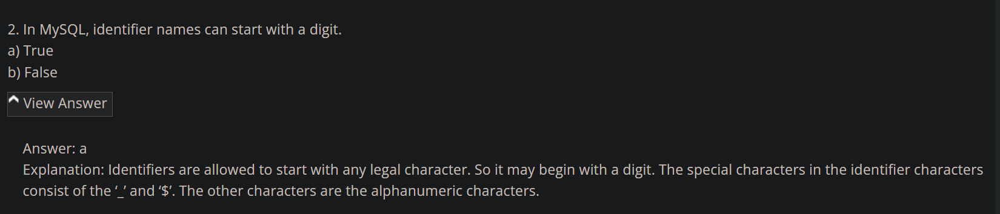 2. In MySQL, identifier names can start with a digit.
a) True
b) False
View Answer
Answer: a
Explanation: Identifiers are allowed to start with any legal character. So it may begin with a digit. The special characters in the identifier characters
consist of the ‘_’ and ‘$’. The other characters are the alphanumeric characters.